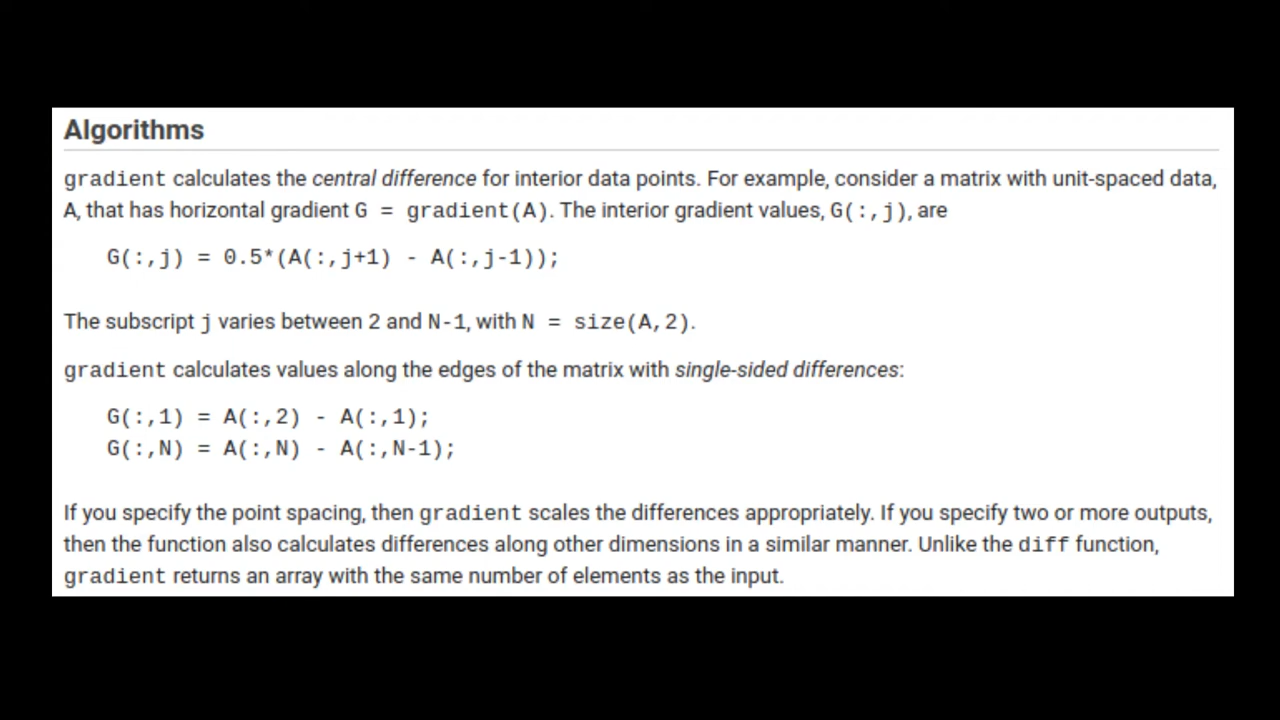 Algorithms
gradient calculates the central difference for interior data points. For example, consider a matrix with unit-spaced data,
A, that has horizontal gradient G = gradient(A). The interior gradient values, G(:,j), are
G(:,j) = 0.5*(A(:,j+1) - A(:,j-1));
The subscript j varies between 2 and N-1, with N = size(A,2).
gradient calculates values along the edges of the matrix with single-sided differences:
G(:,1) = A(:,2) - A(:,1);
G(:,N) = A(:,N) - A(:,N-1);
If you specify the point spacing, then gradient scales the differences appropriately. If you specify two or more outputs,
then the function also calculates differences along other dimensions in a similar manner. Unlike the diff function,
gradient returns an array with the same number of elements as the input.